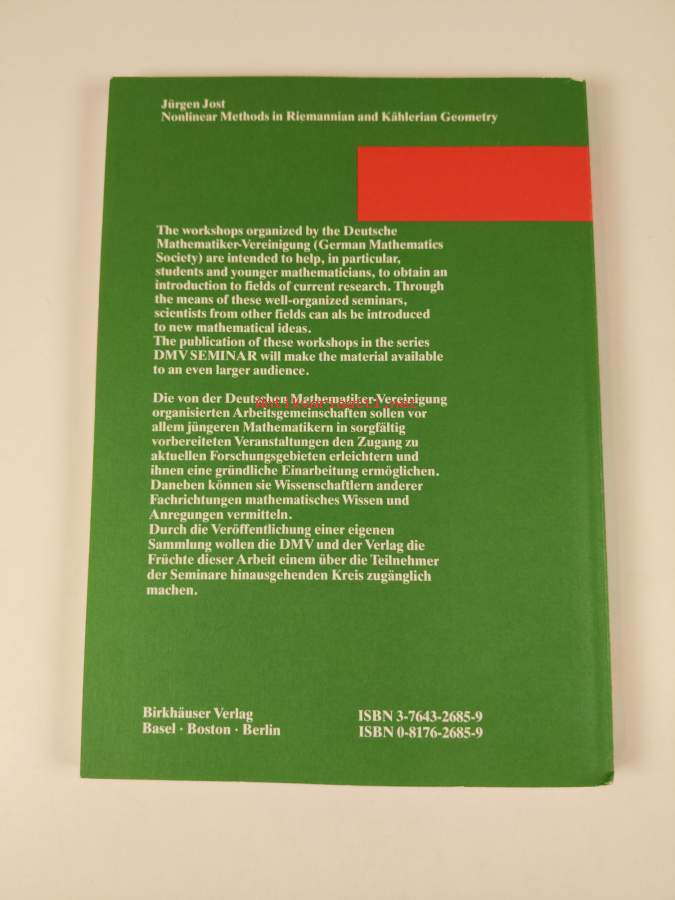 Jürgen Jost
Nonlinear Methods in Riemannian and Kählerian Geometry
The workshops organized by the Deutsche
Mathematiker-Vereinigung (German Mathematics
Society) are intended to help, in particular,
students and younger mathematicians, to obtain an
introduction to fields of current research. Through
the means of these well-organized seminars,
scientists from other fields can als be introduced
to new mathematical ideas.
The publication of these workshops in the series
DMV SEMINAR will make the material available
to an even larger audience.
Die von der Deutschen Mathematiker-Vereinigung
organisierten Arbeitsgemeinschaften sollen vor
allem jüngeren Mathematikern in sorgfältig
vorbereiteten Veranstaltungen den Zugang zu
aktuellen Forschungsgebieten erleichtern und
ihnen eine gründliche Einarbeitung ermöglichen.
Daneben können sie Wissenschaftlern anderer
Fachrichtungen mathematisches Wissen und
Anregungen vermitteln.
Durch die Veröffentlichung einer eigenen
Sammlung wollen die DMV und der Verlag die
Früchte dieser Arbeit einem über die Teilnehmer
der Seminare hinausgehenden Kreis zugänglich
machen.
Birkhäuser Verlag
Basel · Boston · Berlin
ISBN 3-7643-2685-9
ISBN 0-8176-2685-9